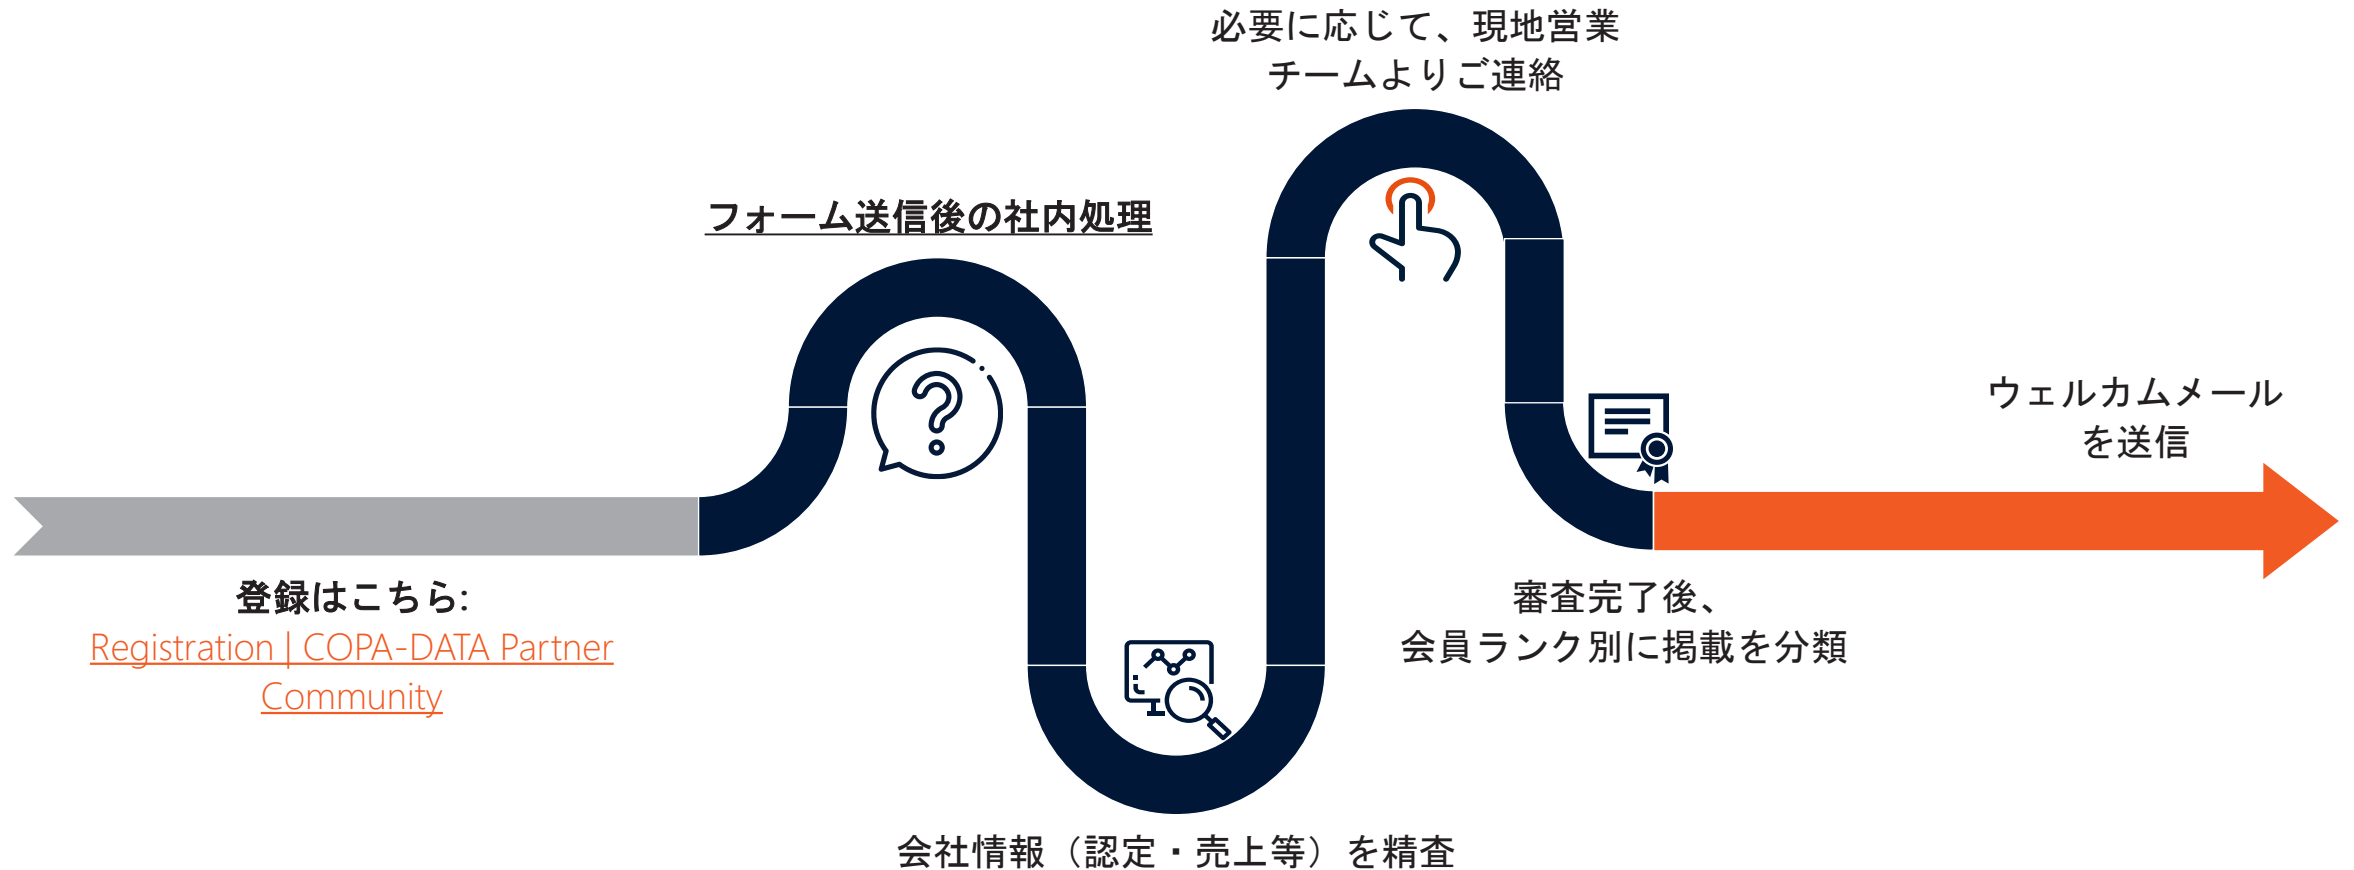 必要に応じて、現地営業
チームよりご連絡
フォーム送信後の社内処理
ウェルカムメール
を送信
登録はこちら:
Registration | COPA-DATA Partner
Community
審査完了後、
会員ランク別に掲載を分類
会社情報（認定・売上等）を精査